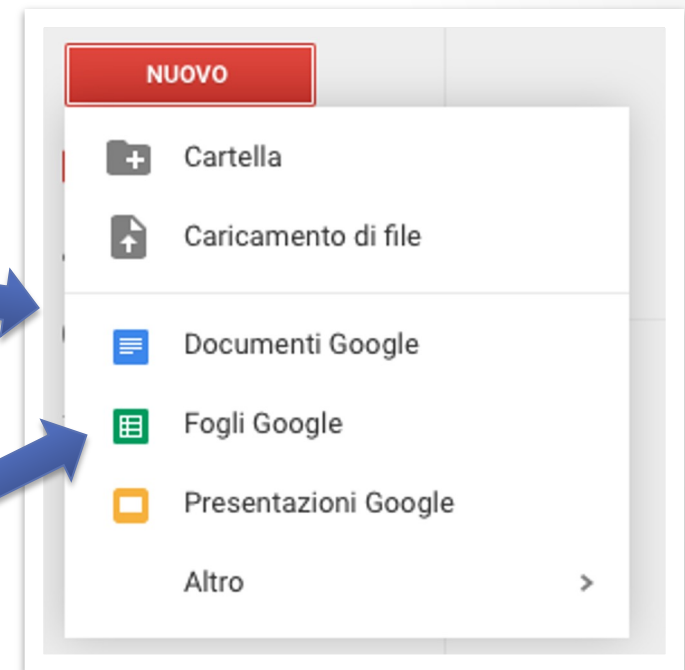 NUOVO
Cartella
Caricamento di file
Documenti Google
Fogli Google
Presentazioni Google
Altro